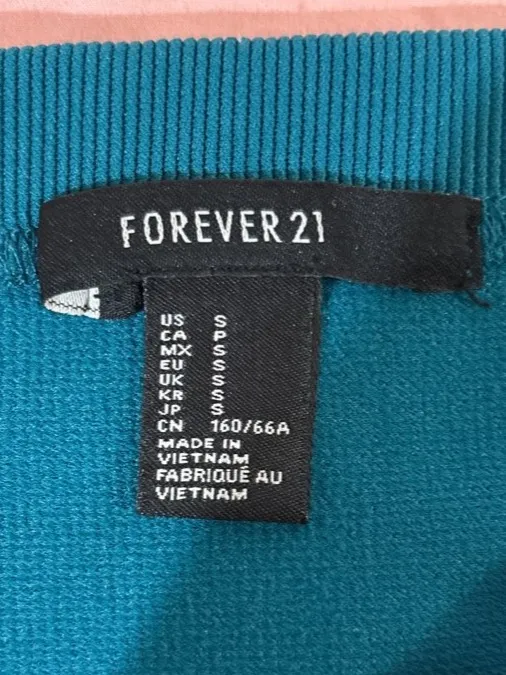 FOREVER 21
US S
CA P
MX S
EU S
UK S
KR S
JP S
CN 160/66A
MADE IN
VIETNAM
FABRIQUÉ AU
VIETNAM